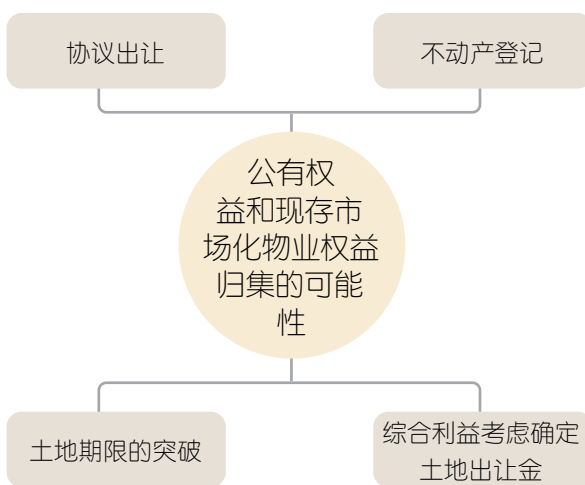 协议出让
不动产登记
公有权
益和现存市
场化物业权益
归集的可能
性
土地期限的突破
综合利益考虑确定
土地出让金